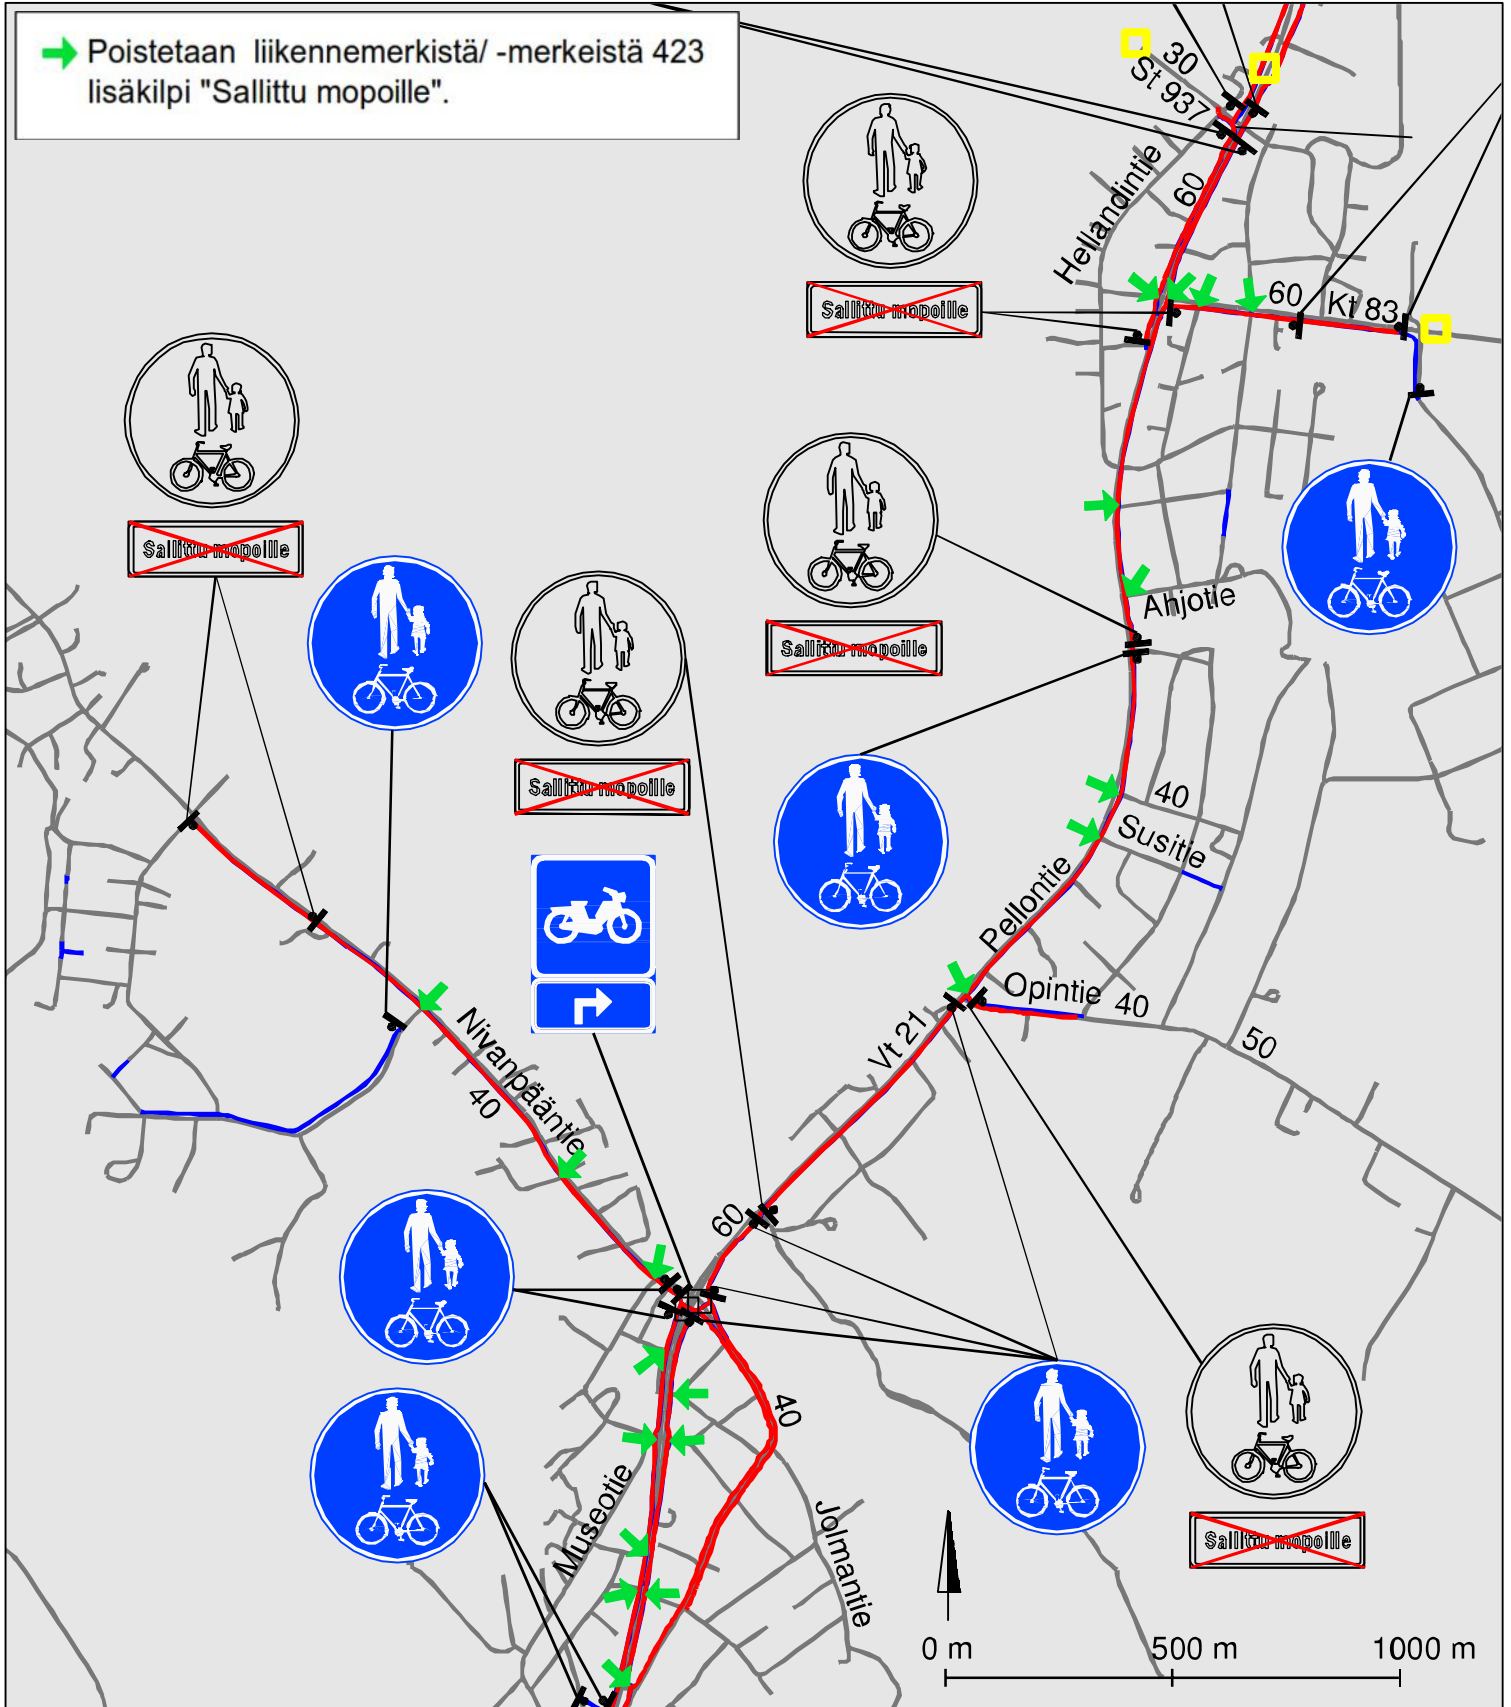 Poistetaan liikennemerkistä/ -merkeistä 423
lisäkilpi "Sallittu mopoille".
30
St 937
Hellandintie
60
Sallittu mopoille
60
Kt 83
Sallittu mopoille
Ahjotie
Sallittu mopoille
Sallittu mopoille
40
Susitie
Pellontie
Opintie
40
Vt 21
50
Nivanpääntie
40
60
40
Museotie
Jolmantie
Sallittu mopoille
0 m
500 m
1000 m